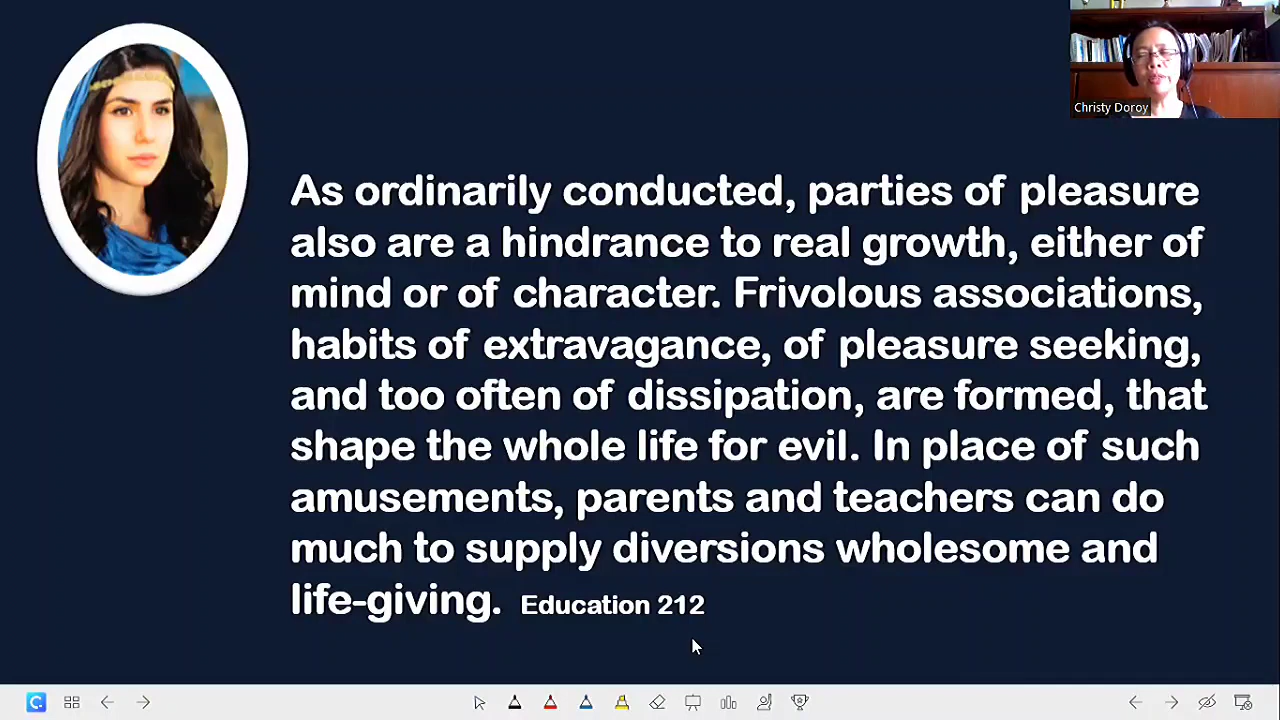 Christy Doroy
As ordinarily conducted, parties of pleasure
also are a hindrance to real growth, either of
mind or of character. Frivolous associations,
habits of extravagance, of pleasure seeking,
and too often of dissipation, are formed, that
shape the whole life for evil. In place of such
amusements, parents and teachers can do
much to supply diversions wholesome and
life-giving. Education 212